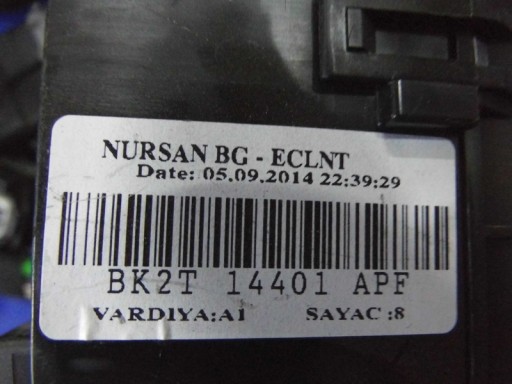 NURSAN BG - ECLNT
Date: 05.09.2014 22:39:29
BK2T 14401 APF
VARDIYA:A1 SAYAC :8